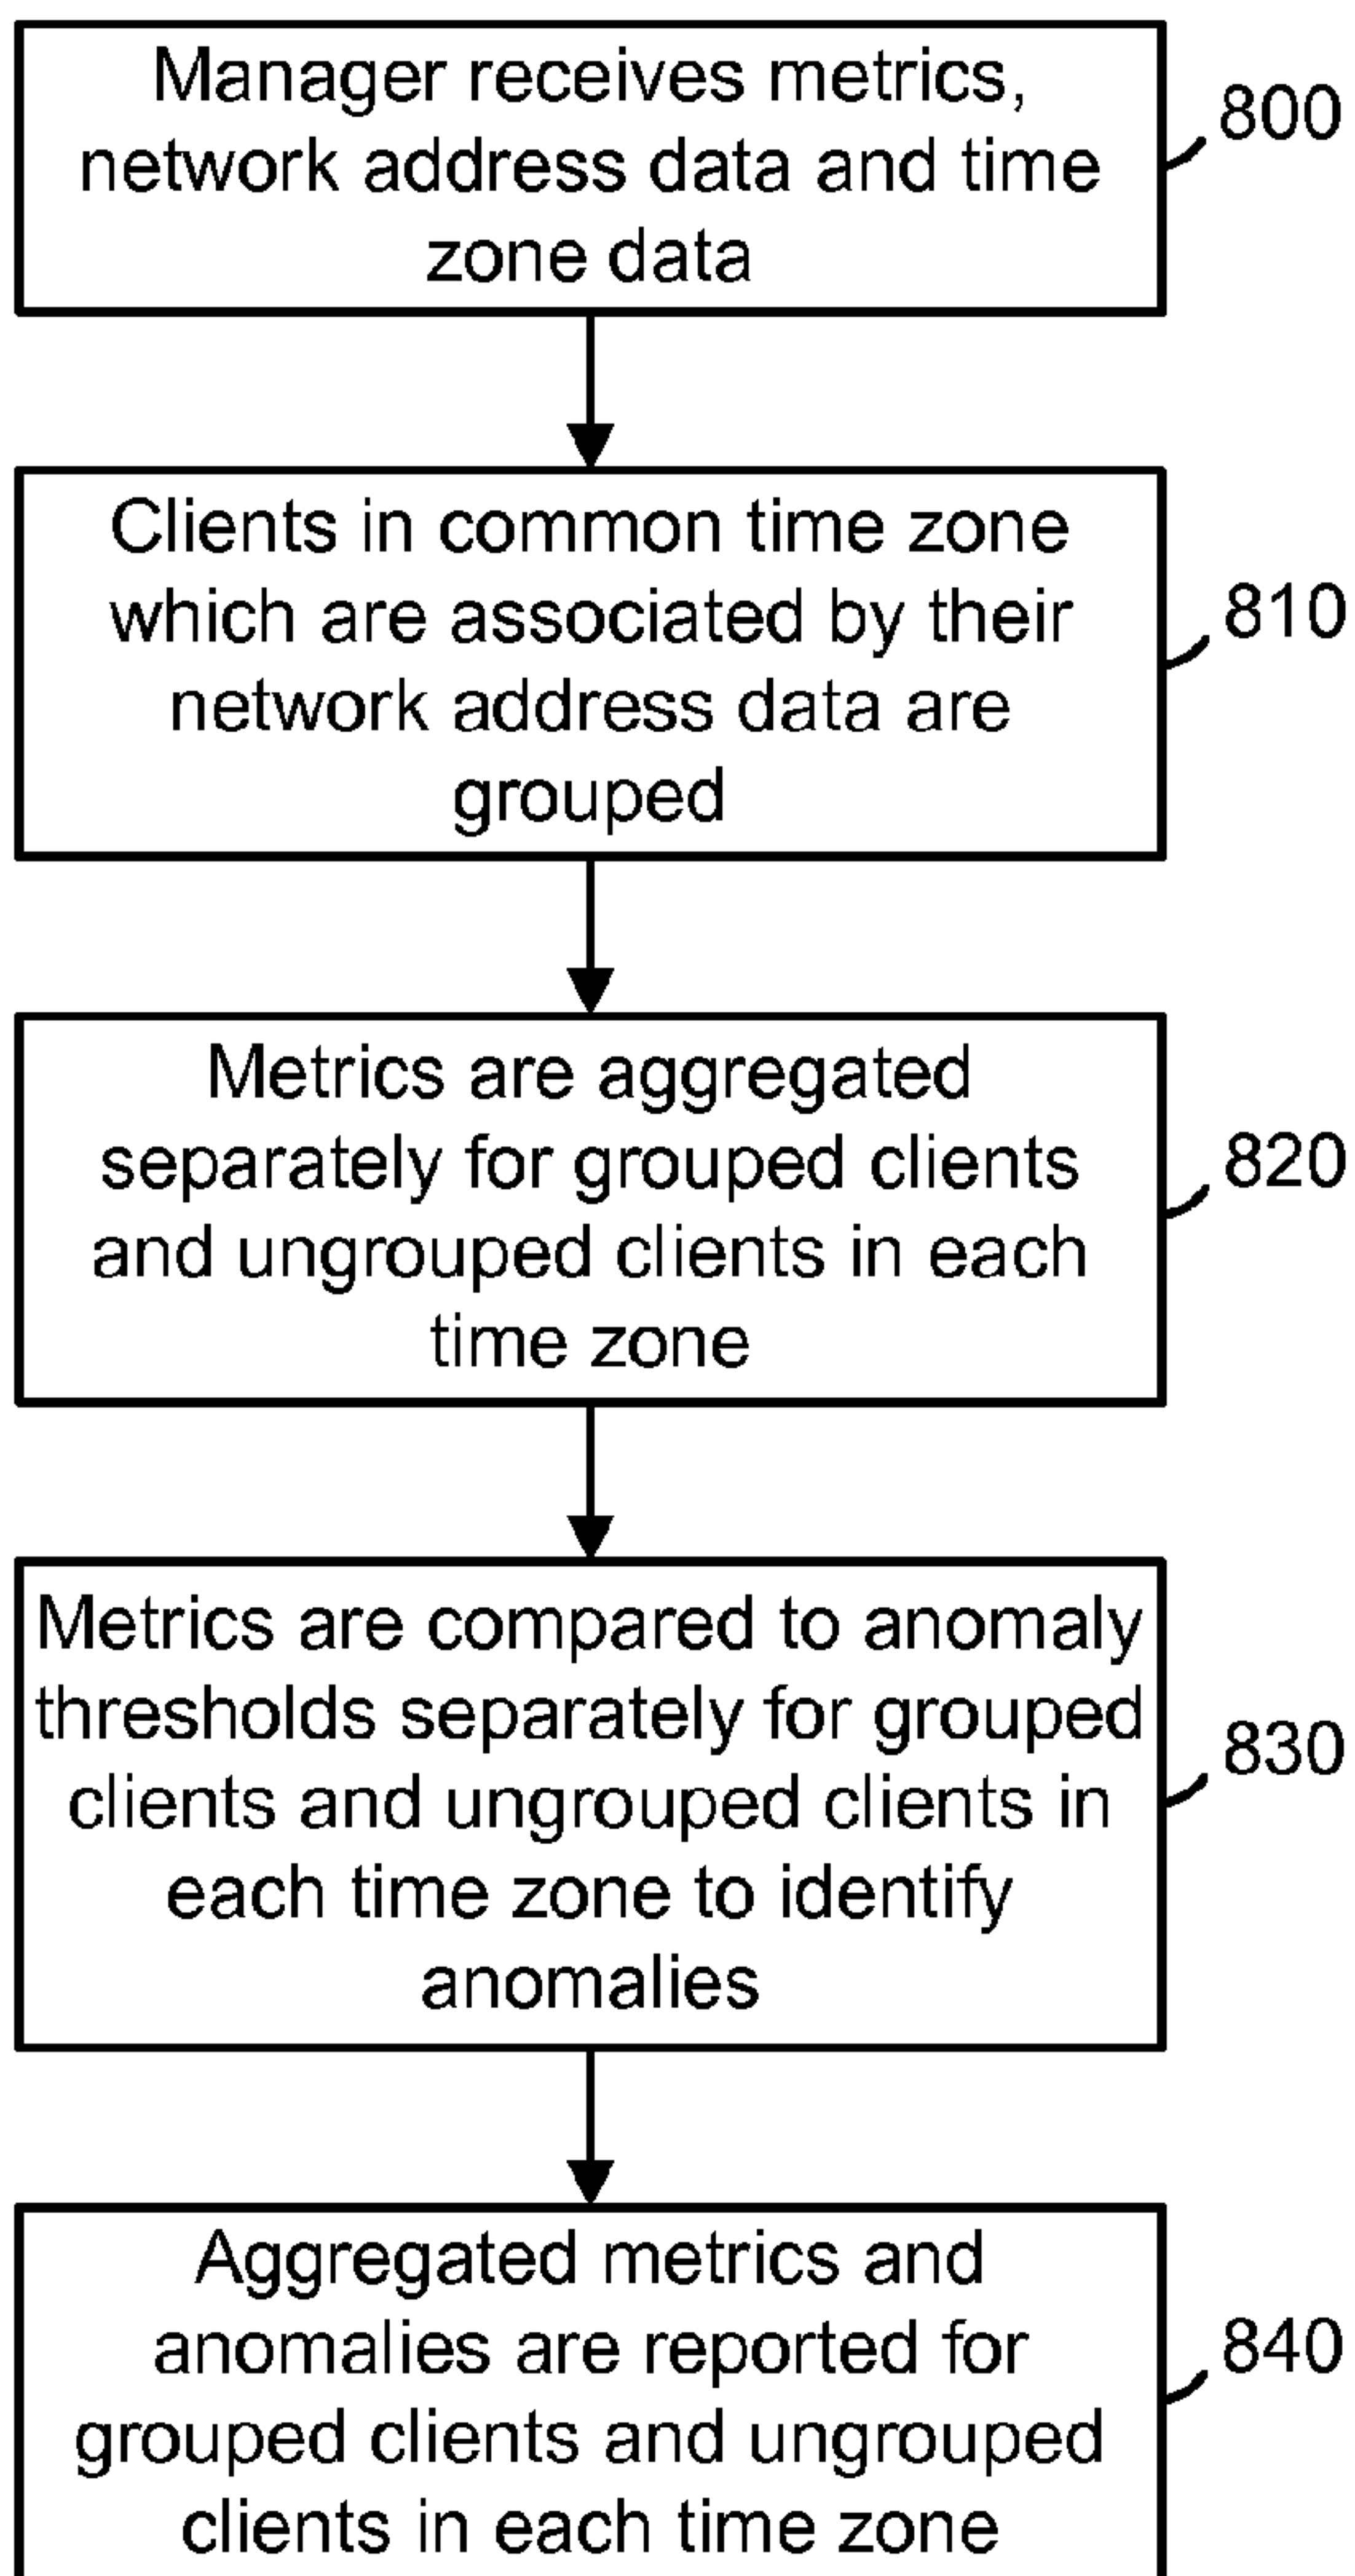 Manager receives metrics,
network address data and time
zone data
800
Clients in common time zone
which are associated by their
network address data are
grouped
810
Metrics are aggregated
separately for grouped clients
and ungrouped clients in each
time zone
820
Metrics are compared to anomaly
thresholds separately for grouped
clients and ungrouped clients in
each time zone to identify
anomalies
830
Aggregated metrics and
anomalies are reported for
grouped clients and ungrouped
clients in each time zone
840